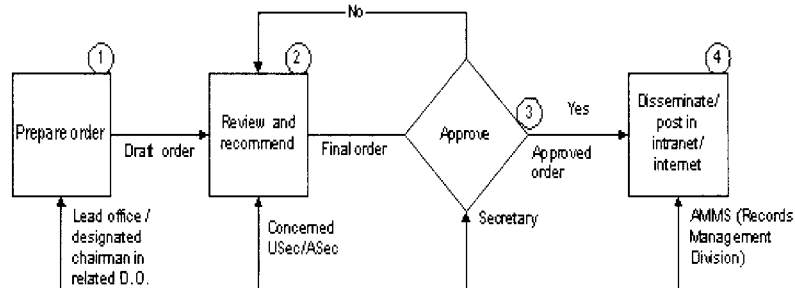 No
1
2
3
4
Prepare order
Draft order
Review and
recommend
Final order
Approve
Yes
Approved
order
Disseminate/
post in
intranet/
internet
Lead office /
designated
chairman in
related D.O.
Concerned
USec/ASec
Secretary
AMMS (Records
Management
Division)